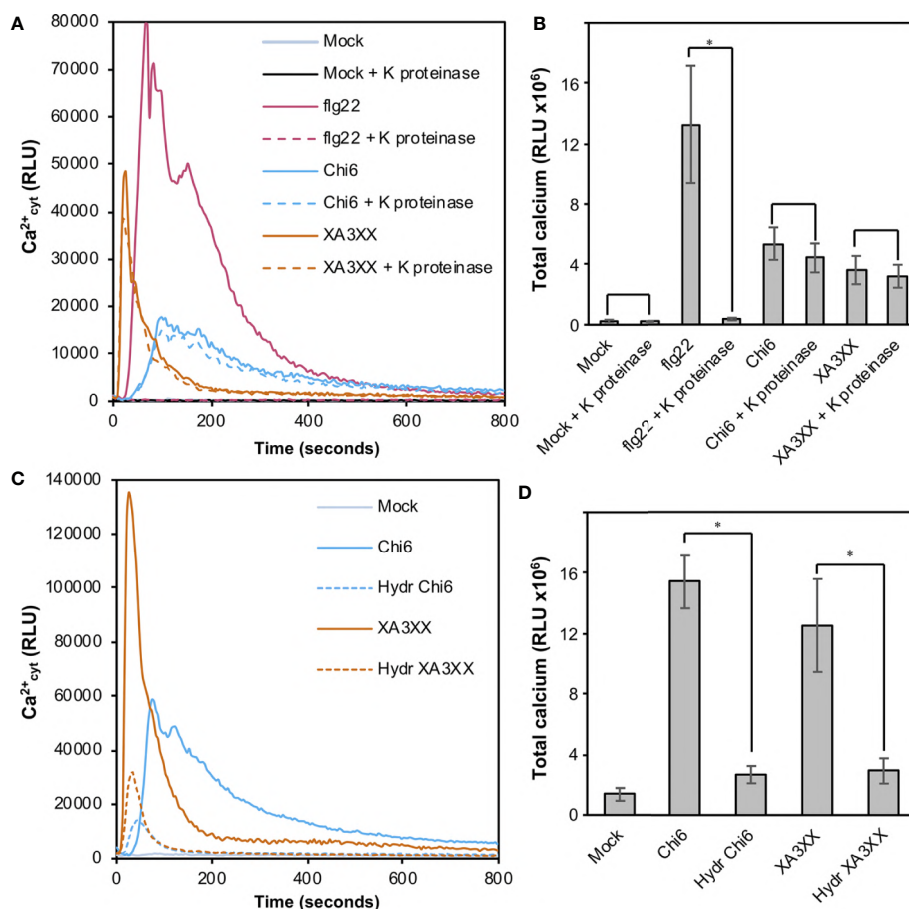 A
80000
70000
60000
50000
40000
30000
20000
10000
0
Ca²⁺cyt (RLU)
0 200 400 600 800
Time (seconds)
Mock
Mock + K proteinase
flg22
flg22 + K proteinase
Chi6
Chi6 + K proteinase
XA3XX
XA3XX + K proteinase
B
16
12
8
4
0
Total calcium (RLU x10⁶)
*
Mock
Mock + K proteinase
flg22
flg22 + K proteinase
Chi6
Chi6 + K proteinase
XA3XX
XA3XX + K proteinase
C
140000
120000
100000
80000
60000
40000
20000
0
Ca²⁺cyt (RLU)
0 200 400 600 800
Time (seconds)
Mock
Chi6
Hydr Chi6
XA3XX
Hydr XA3XX
D
16
12
8
4
0
Total calcium (RLU x10⁶)
*
*
Mock
Chi6
Hydr Chi6
XA3XX
Hydr XA3XX